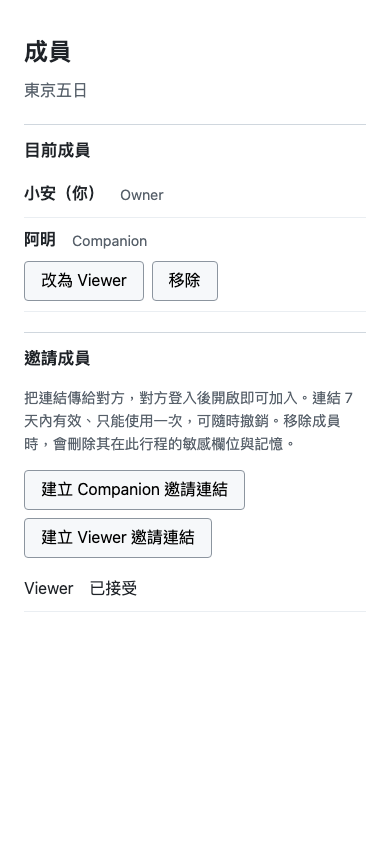 成員
東京五日
目前成員
小安（你） Owner
阿明 Companion
改為 Viewer 移除
邀請成員
把連結傳給對方，對方登入後開啟即可加入。連結 7
天內有效、只能使用一次，可隨時撤銷。移除成員
時，會刪除其在此行程的敏感欄位與記憶。
建立 Companion 邀請連結
建立 Viewer 邀請連結
Viewer 已接受